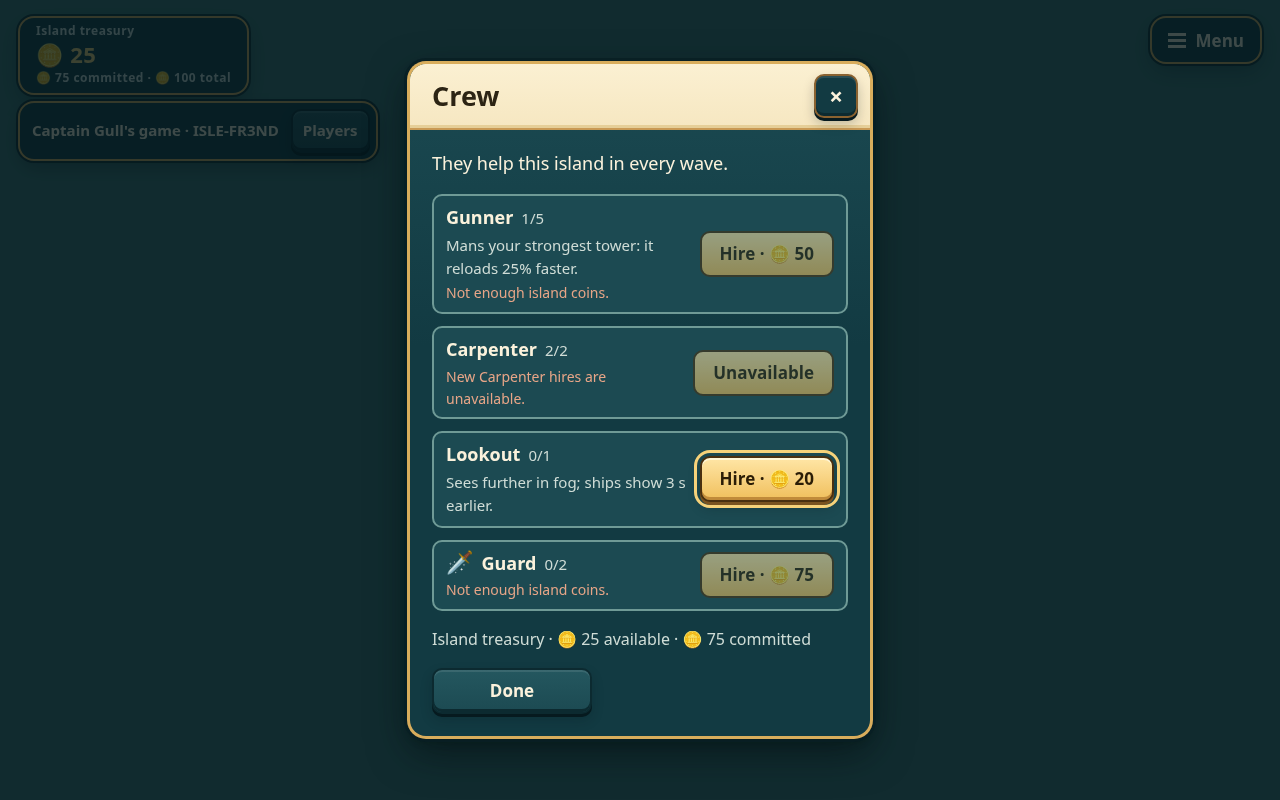 Island treasury
25
75 committed · 100 total
Captain Gull's game · ISLE-FR3ND
Players
Menu
Crew
×
They help this island in every wave.
Gunner 1/5
Mans your strongest tower: it
reloads 25% faster.
Not enough island coins.
Hire · 50
Carpenter 2/2
New Carpenter hires are
unavailable.
Unavailable
Lookout 0/1
Sees further in fog; ships show 3 s
earlier.
Hire · 20
Guard 0/2
Not enough island coins.
Hire · 75
Island treasury · 25 available · 75 committed
Done